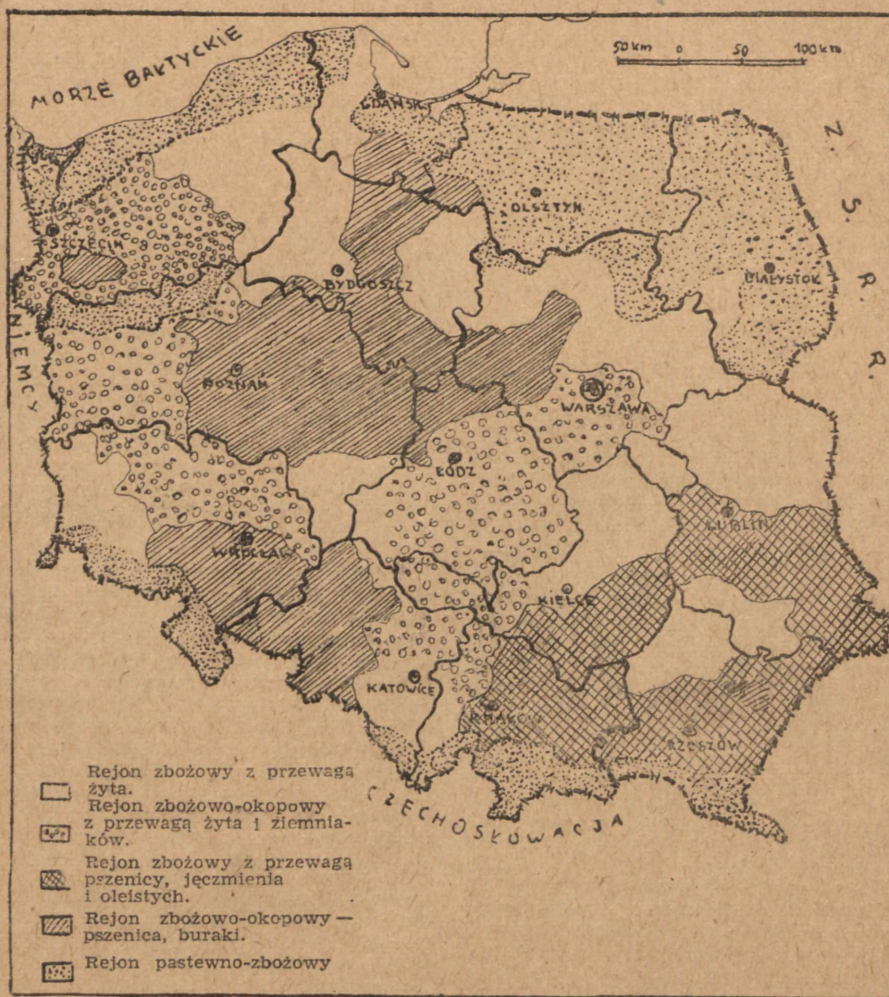 MORZE BAŁTYCKIE
50 km 0 50 100 km
GDAŃSK
Z. S. R. R.
OLSZTYN
SZCZECIN
BIAŁYSTOK
BYDGOSZCZ
NIEMCY
POZNAŃ
WARSZAWA
ŁÓDŹ
LUBLIN
WROCŁAW
KIELCE
KATOWICE
KRAKÓW
RZESZÓW
CZECHOSŁOWACJA
Rejon zbożowy z przewagą
żyta.
Rejon zbożowo-okopowy
z przewagą żyta i ziemnia-
ków.
Rejon zbożowy z przewagą
pszenicy, jęczmienia
i oleistych.
Rejon zbożowo-okopowy —
pszenica, buraki.
Rejon pastewno-zbożowy